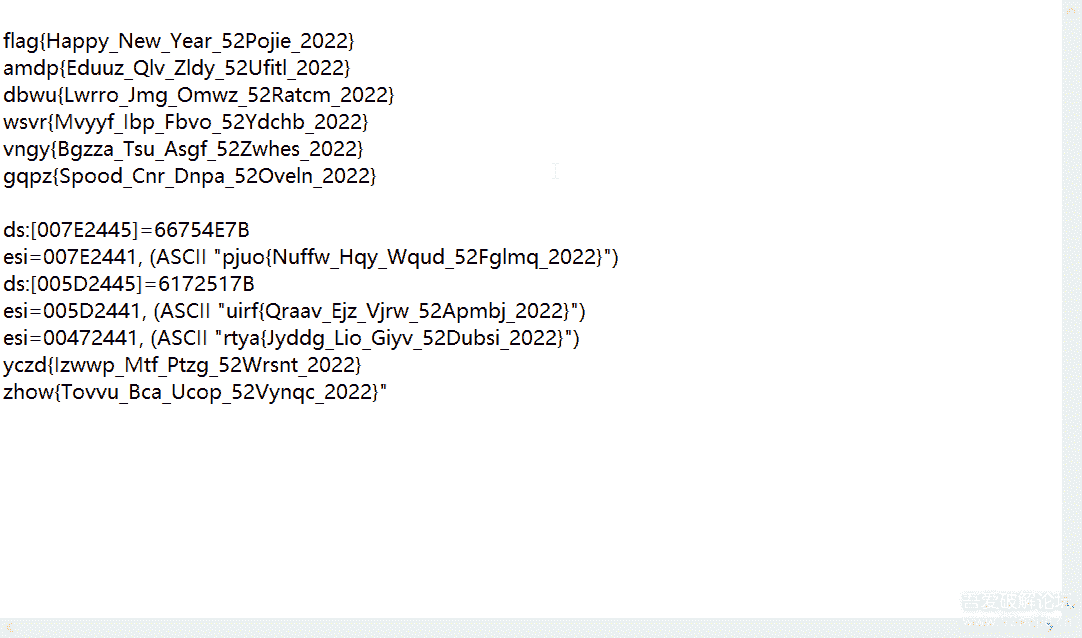 flag{Happy_New_Year_52Pojie_2022}
amdp{Eduuz_Qlv_Zldy_52Ufitl_2022}
dbwu{Lwrro_Jmg_Omwz_52Ratcm_2022}
wsvr{Mvyyf_Ibp_Fbvo_52Ydchb_2022}
vngy{Bgzza_Tsu_Asgf_52Zwhes_2022}
gqpz{Spood_Cnr_Dnpa_52Oveln_2022}
ds:[007E2445]=66754E7B
esi=007E2441, (ASCII "pjuo{Nuffw_Hqy_Wqud_52Fglmq_2022}")
ds:[005D2445]=6172517B
esi=005D2441, (ASCII "uirf{Qraav_Ejz_Vjrw_52Apmbj_2022}")
esi=00472441, (ASCII "rtya{Jyddg_Lio_Giyv_52Dubsi_2022}")
yczd{Izwwp_Mtf_Ptzg_52Wrsnt_2022}
zhow{Tovvu_Bca_Ucop_52Vynqc_2022}"
吾爱破解论坛